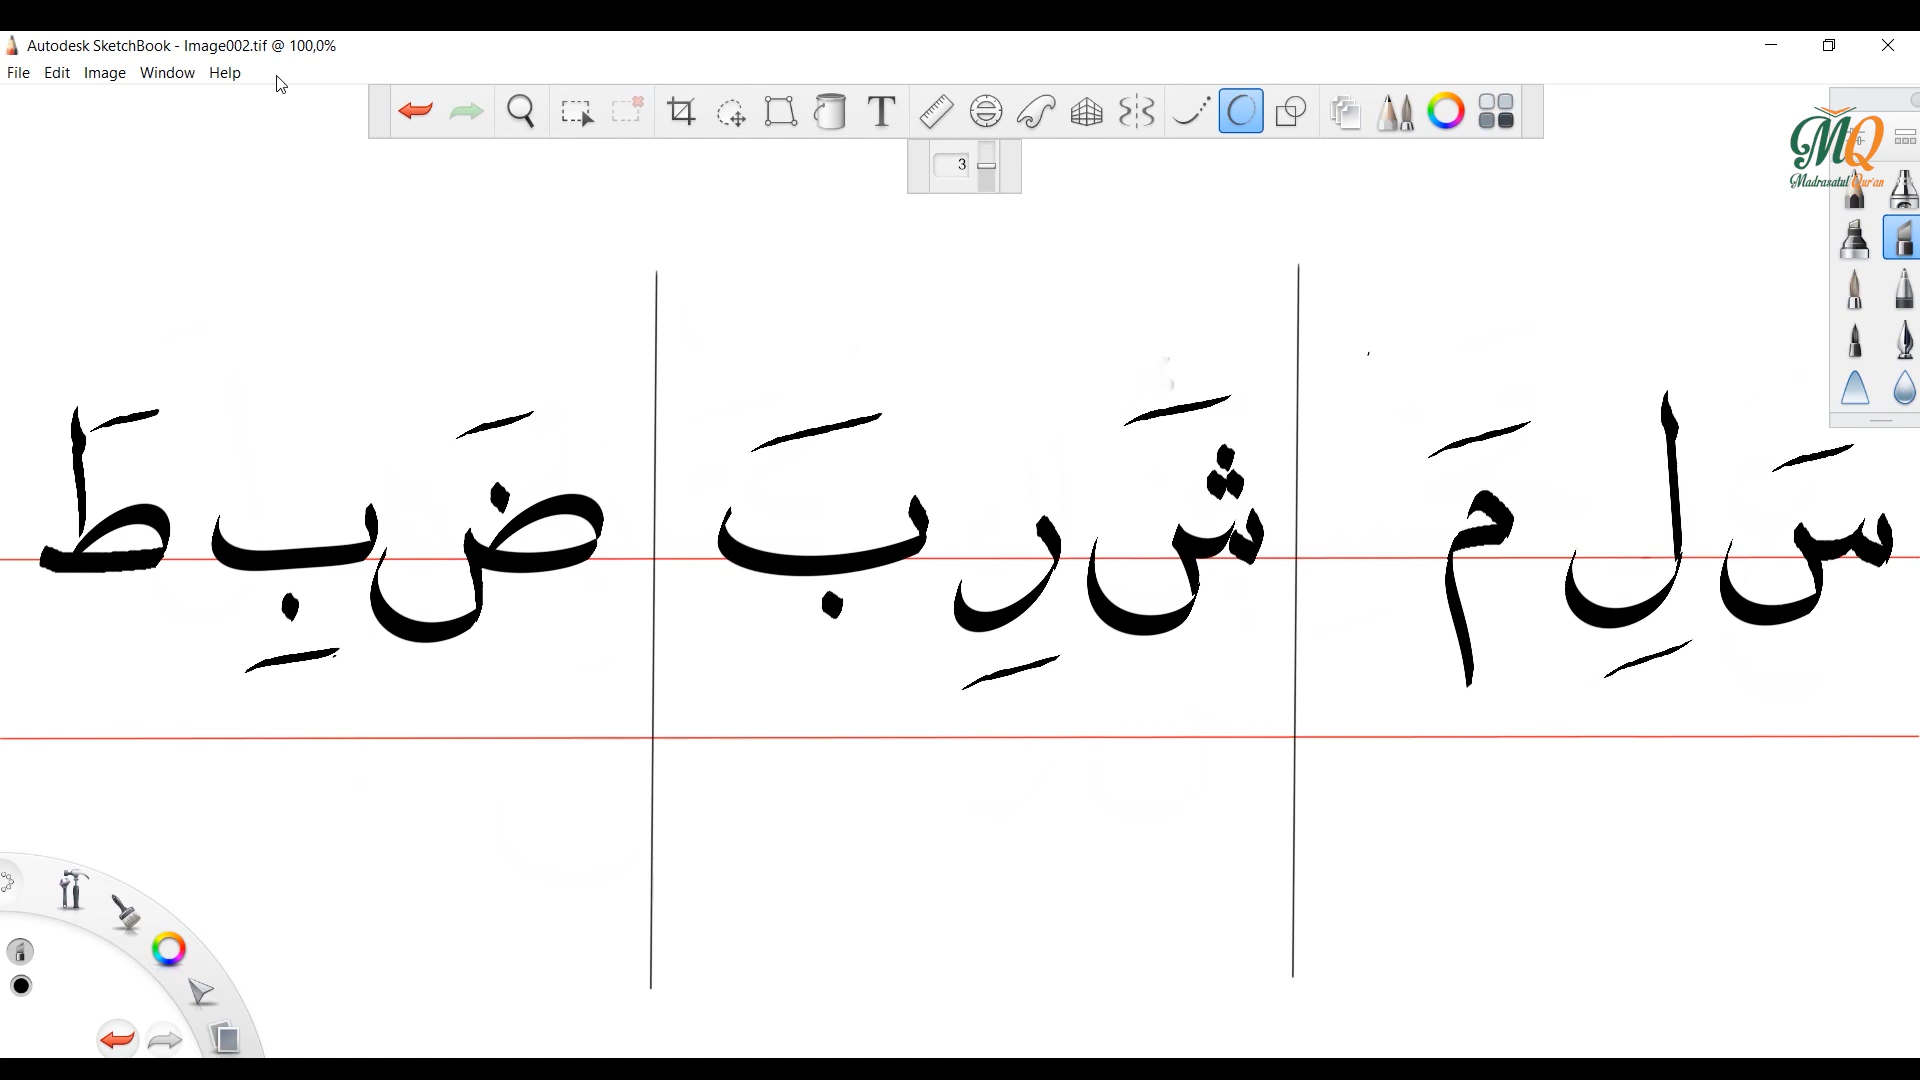 Autodesk SketchBook - Image002.tif @ 100,0%
File Edit Image Window Help
T
3
MQ
Madrasatul Qur'an
سَ لِ مَ شَ رِ بَ ضَ بِ طَ